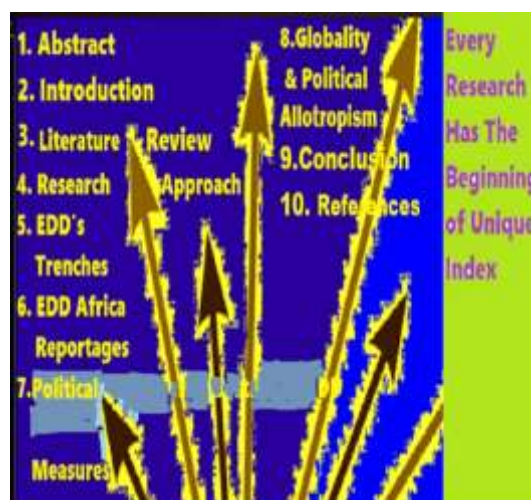 1. Abstract
2. Introduction
3. Literature Review
4. Research Approach
5. EDD's
Trenches
6. EDD Africa
Reportages
7.Political
Measures
8.Globality
& Political
Allotropism
9.Conclusion
10. References
Every
Research
Has The
Beginning
of Unique
Index